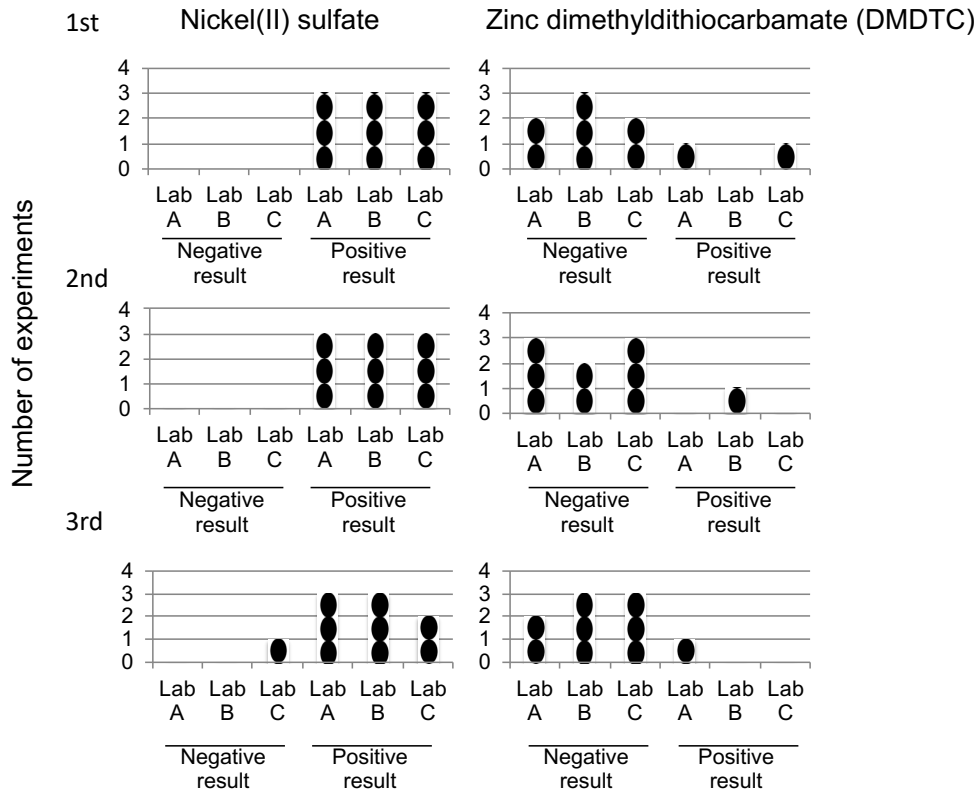 1st Nickel(II) sulfate Zinc dimethyldithiocarbamate (DMDTC)
Number of experiments
4
3
2
1
0
Lab A Lab B Lab C Lab A Lab B Lab C
Negative result Positive result
4
3
2
1
0
Lab A Lab B Lab C Lab A Lab B Lab C
Negative result Positive result
2nd
4
3
2
1
0
Lab A Lab B Lab C Lab A Lab B Lab C
Negative result Positive result
4
3
2
1
0
Lab A Lab B Lab C Lab A Lab B Lab C
Negative result Positive result
3rd
4
3
2
1
0
Lab A Lab B Lab C Lab A Lab B Lab C
Negative result Positive result
4
3
2
1
0
Lab A Lab B Lab C Lab A Lab B Lab C
Negative result Positive result